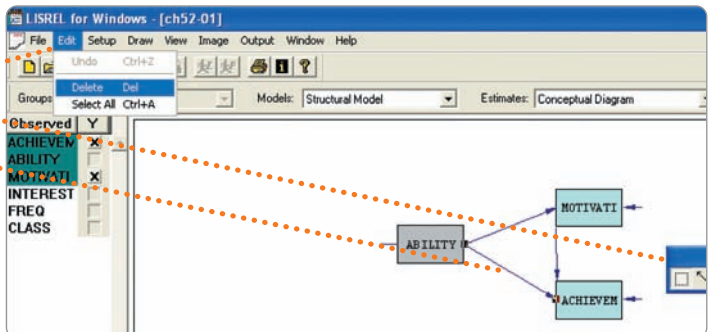 LISREL for Windows - [ch52-01]
File Edit Setup Draw View Image Output Window Help
Undo Ctrl+Z
Delete Del
Select All Ctrl+A
Groups Models: Structural Model Estimates: Conceptual Diagram
Observed Y
ACHIEVEM X
ABILITY
MOTIVATI X
INTEREST
FREQ
CLASS
MOTIVATI
ABILITY
ACHIEVEM